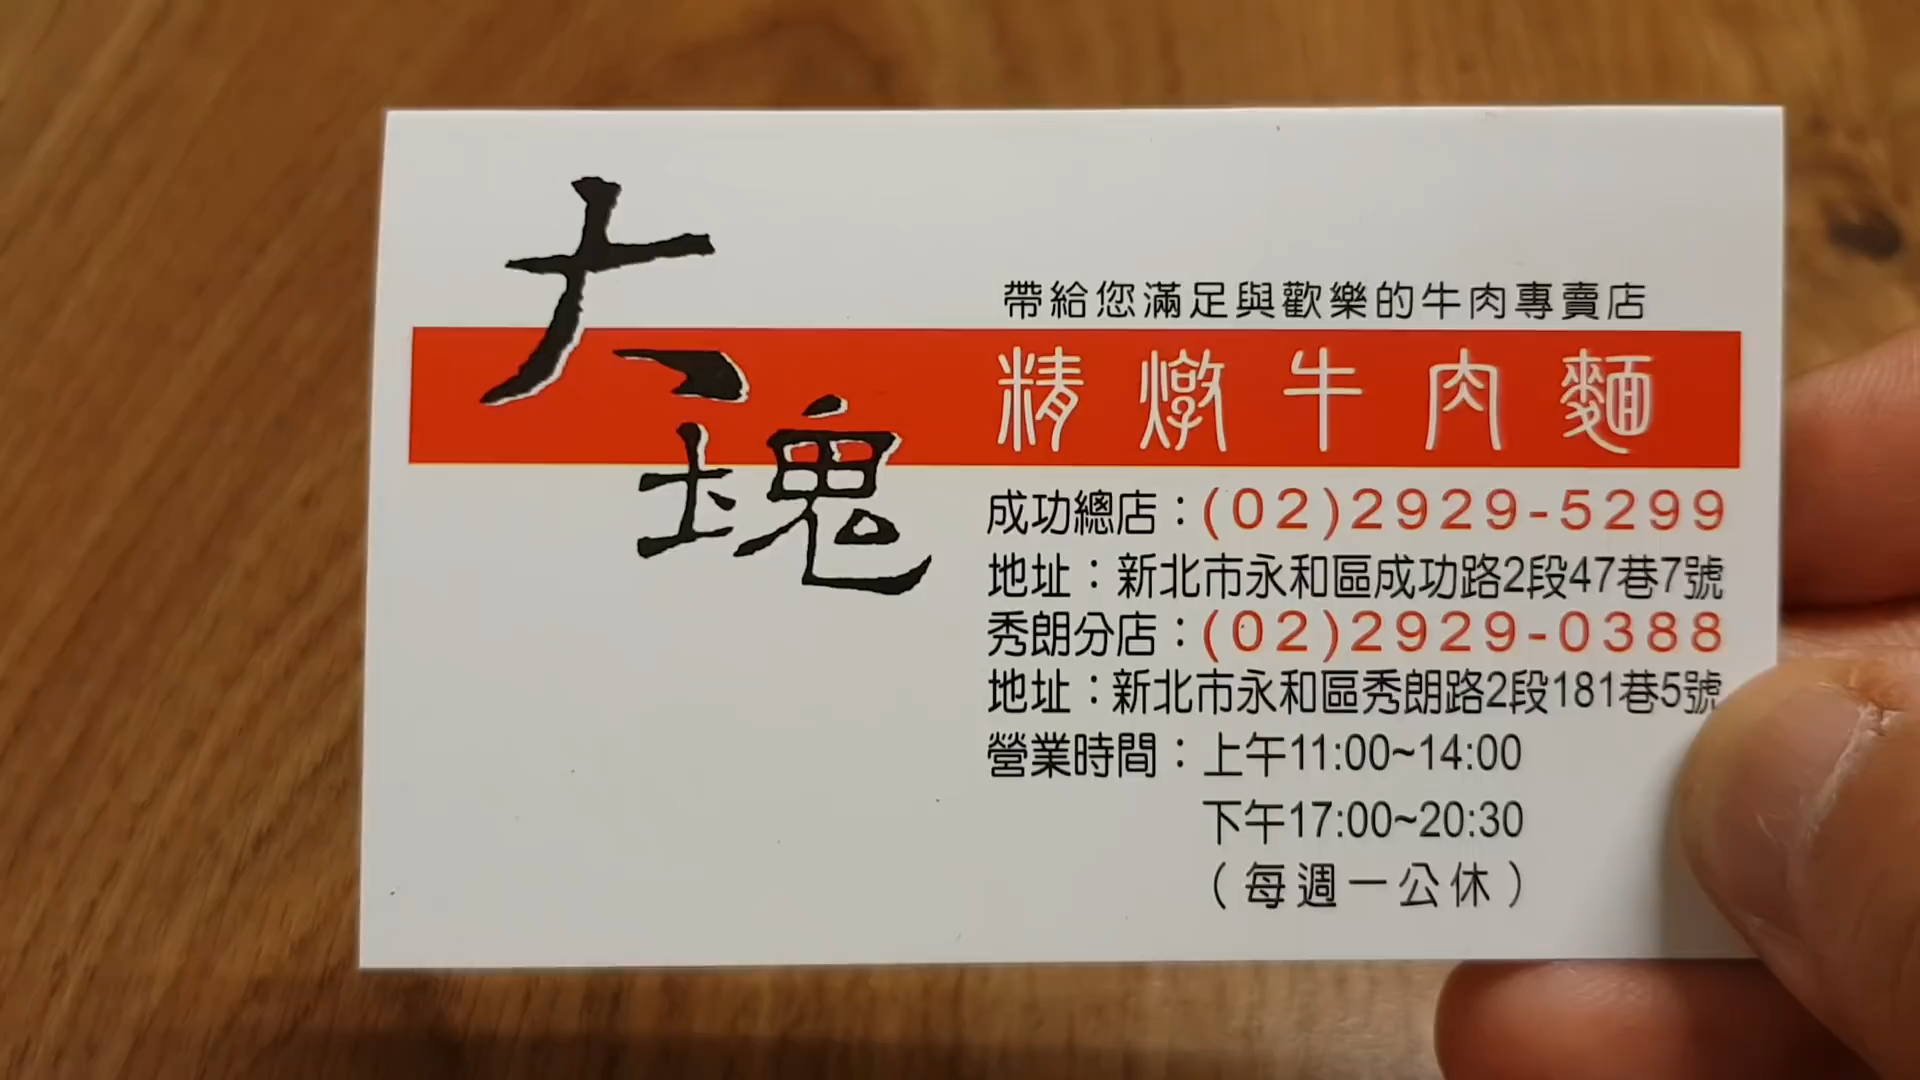 大塊
帶給您滿足與歡樂的牛肉專賣店
精燉牛肉麵
成功總店：(02)2929-5299
地址：新北市永和區成功路2段47巷7號
秀朗分店：(02)2929-0388
地址：新北市永和區秀朗路2段181巷5號
營業時間：上午11:00~14:00
下午17:00~20:30
（每週一公休）